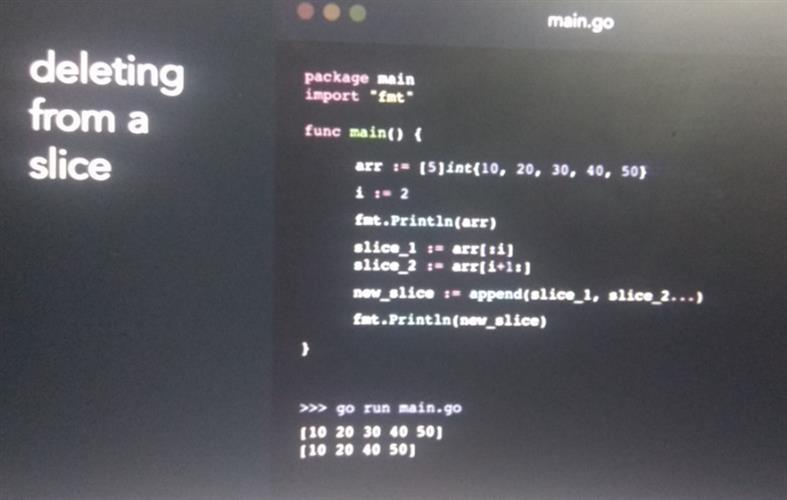 deleting
from a
slice
main.go
package main
import "fmt"
func main() {
arr := [5]int{10, 20, 30, 40, 50}
i := 2
fmt.Println(arr)
slice_1 := arr[:i]
slice_2 := arr[i+1:]
new_slice := append(slice_1, slice_2...)
fmt.Println(new_slice)
}
>>> go run main.go
[10 20 30 40 50]
[10 20 40 50]